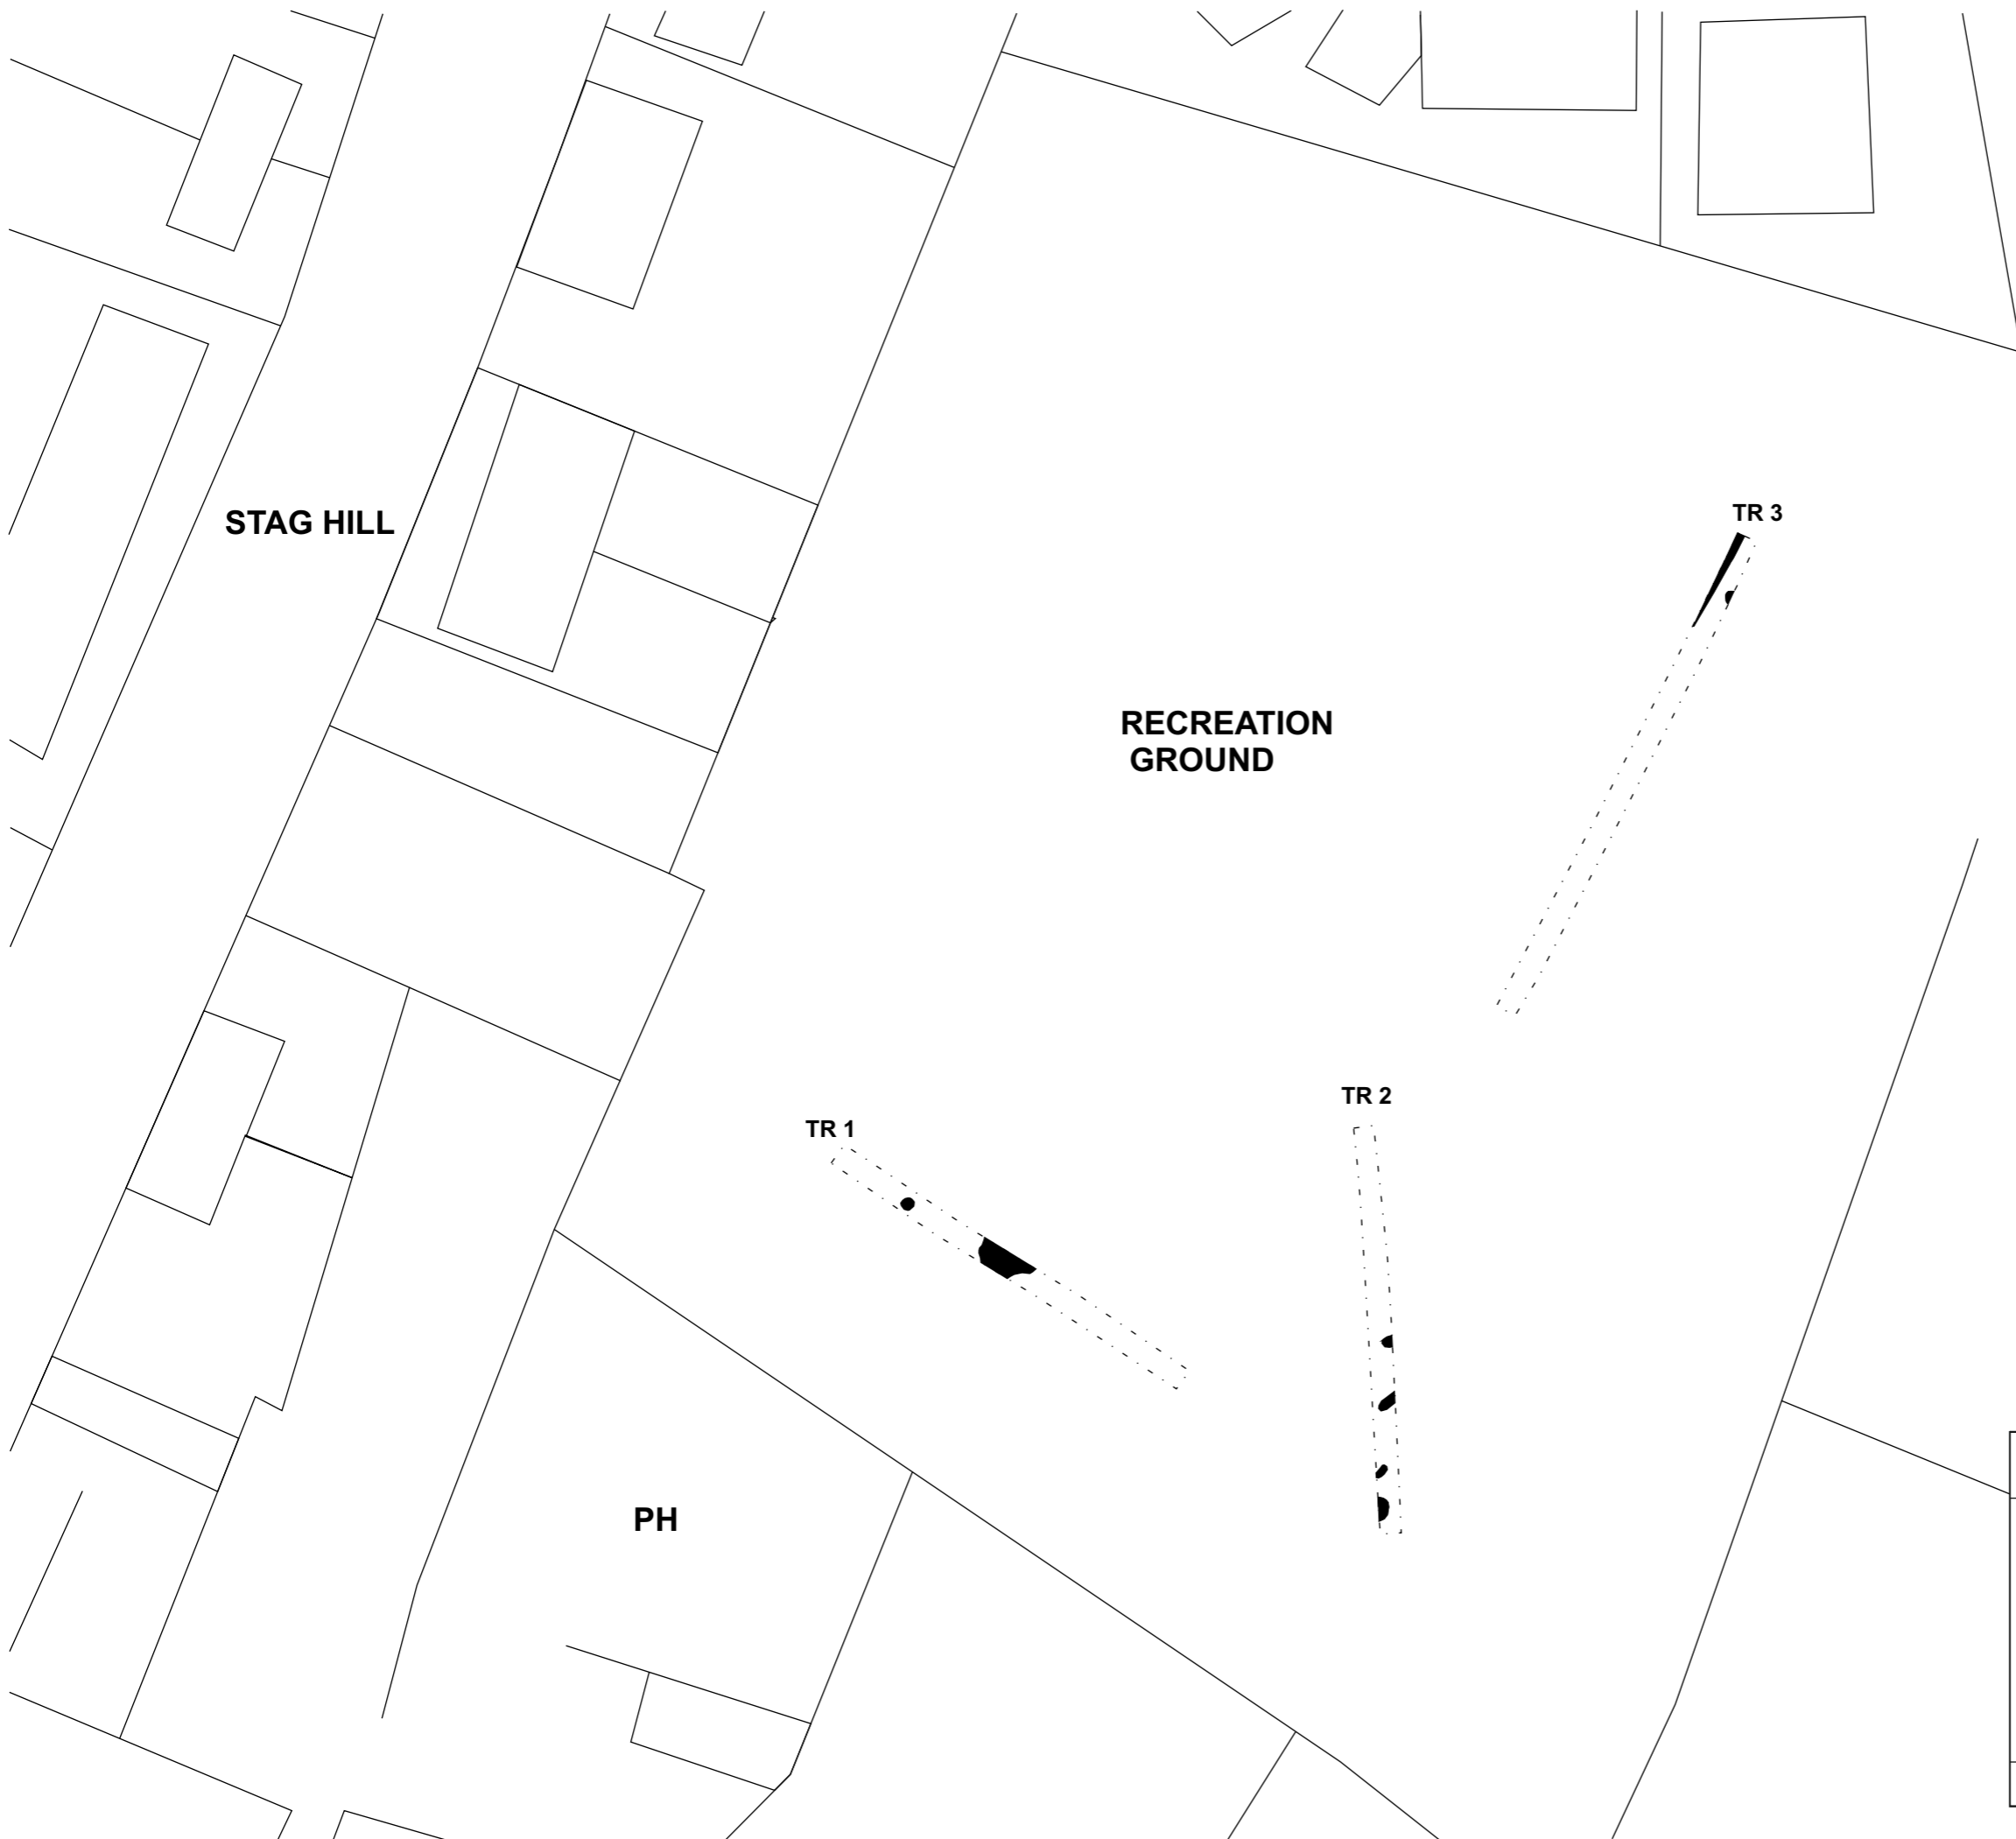 STAG HILL
TR 3
RECREATION
GROUND
TR 2
TR 1
PH